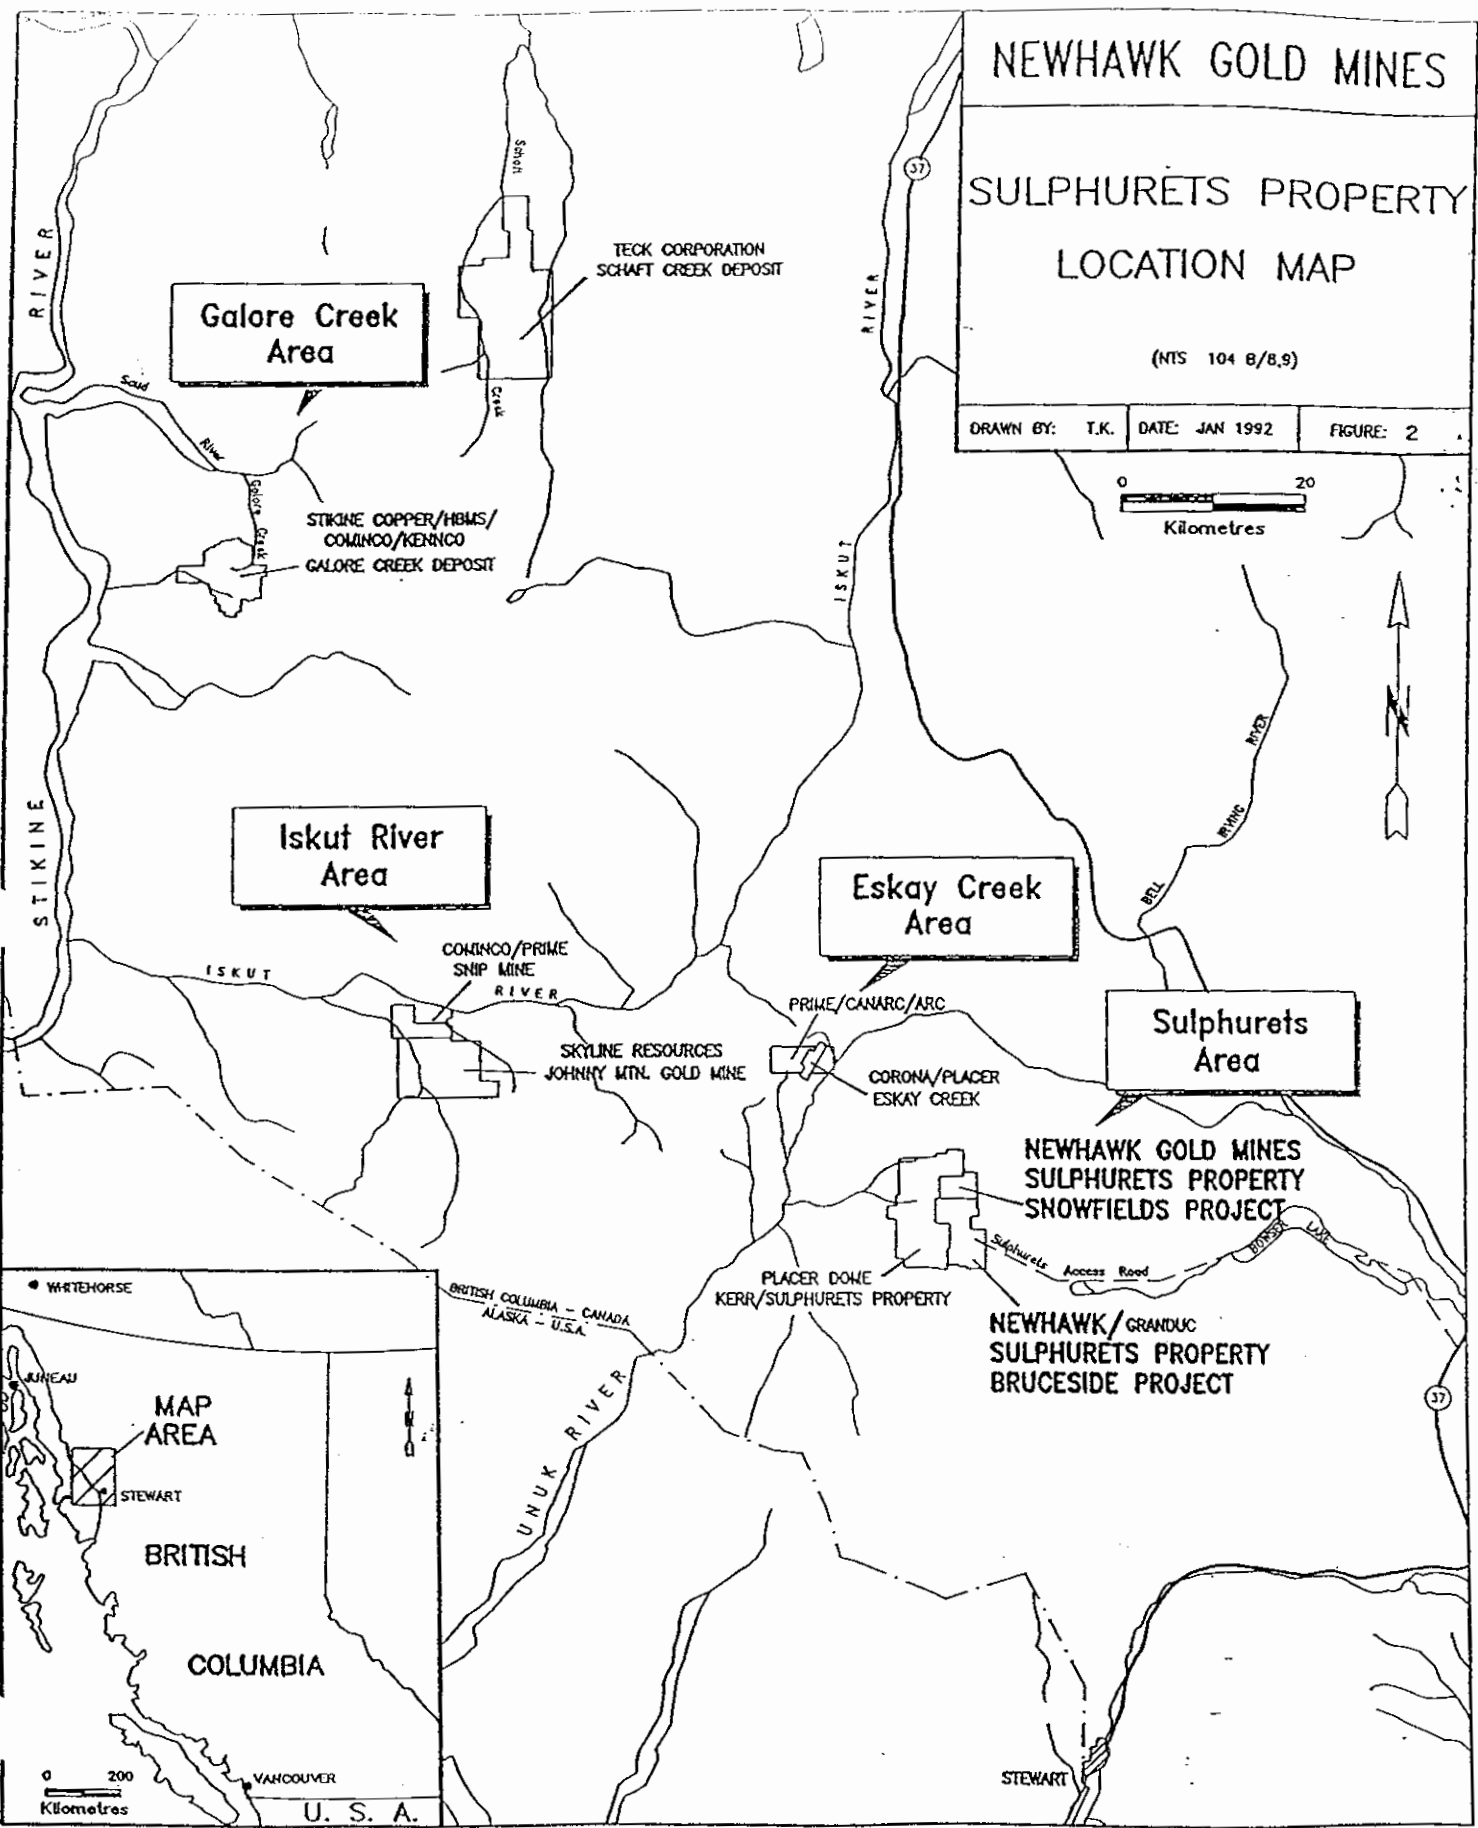 NEWHAWK GOLD MINES
SULPHURETS PROPERTY
LOCATION MAP
(NTS 104 B/8,9)
DRAWN BY: T.K.
DATE: JAN 1992
FIGURE: 2
0 20
Kilometres
N
37
RIVER
Schaft
TECK CORPORATION
SCHAFT CREEK DEPOSIT
Galore Creek
Area
RIVER
Scud
Creek
River
Galore
Creek
STIKINE COPPER/HBMS/
COMINCO/KENNCO
GALORE CREEK DEPOSIT
ISKUT
RIVER
IRVING
BELL
STIKINE
Iskut River
Area
Eskay Creek
Area
COMINCO/PRIME
SNIP MINE
ISKUT
RIVER
PRIME/CANARC/ARC
Sulphurets
Area
SKYLINE RESOURCES
JOHNNY MTN. GOLD MINE
CORONA/PLACER
ESKAY CREEK
NEWHAWK GOLD MINES
SULPHURETS PROPERTY
SNOWFIELDS PROJECT
BOWSER
LAKE
Sulphurets
Access Road
PLACER DOME
KERR/SULPHURETS PROPERTY
NEWHAWK/GRANDUC
SULPHURETS PROPERTY
BRUCESIDE PROJECT
BRITISH COLUMBIA - CANADA
ALASKA - U.S.A.
UNUK RIVER
37
STEWART
WHITEHORSE
JUNEAU
MAP
AREA
N
STEWART
BRITISH
COLUMBIA
VANCOUVER
0 200
Kilometres
U. S. A.